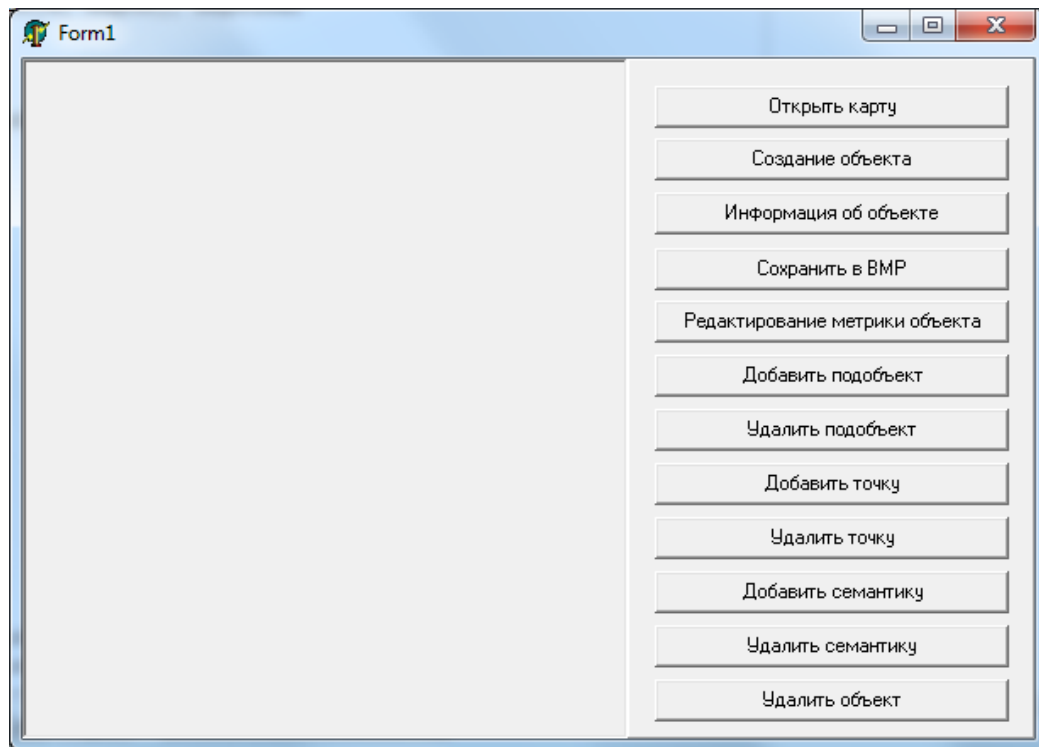 Form1
Открыть карту
Создание объекта
Информация об объекте
Сохранить в BMP
Редактирование метрики объекта
Добавить подобъект
Удалить подобъект
Добавить точку
Удалить точку
Добавить семантику
Удалить семантику
Удалить объект